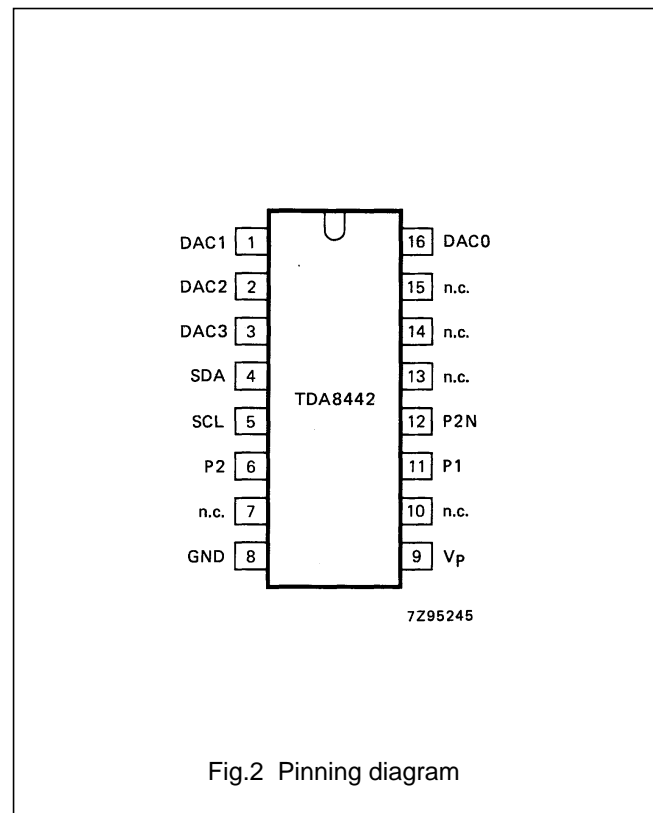 DAC1 1 16 DAC0
DAC2 2 15 n.c.
DAC3 3 14 n.c.
SDA 4 13 n.c.
TDA8442
SCL 5 12 P2N
P2 6 11 P1
n.c. 7 10 n.c.
GND 8 9 VP
7Z95245
Fig.2 Pinning diagram